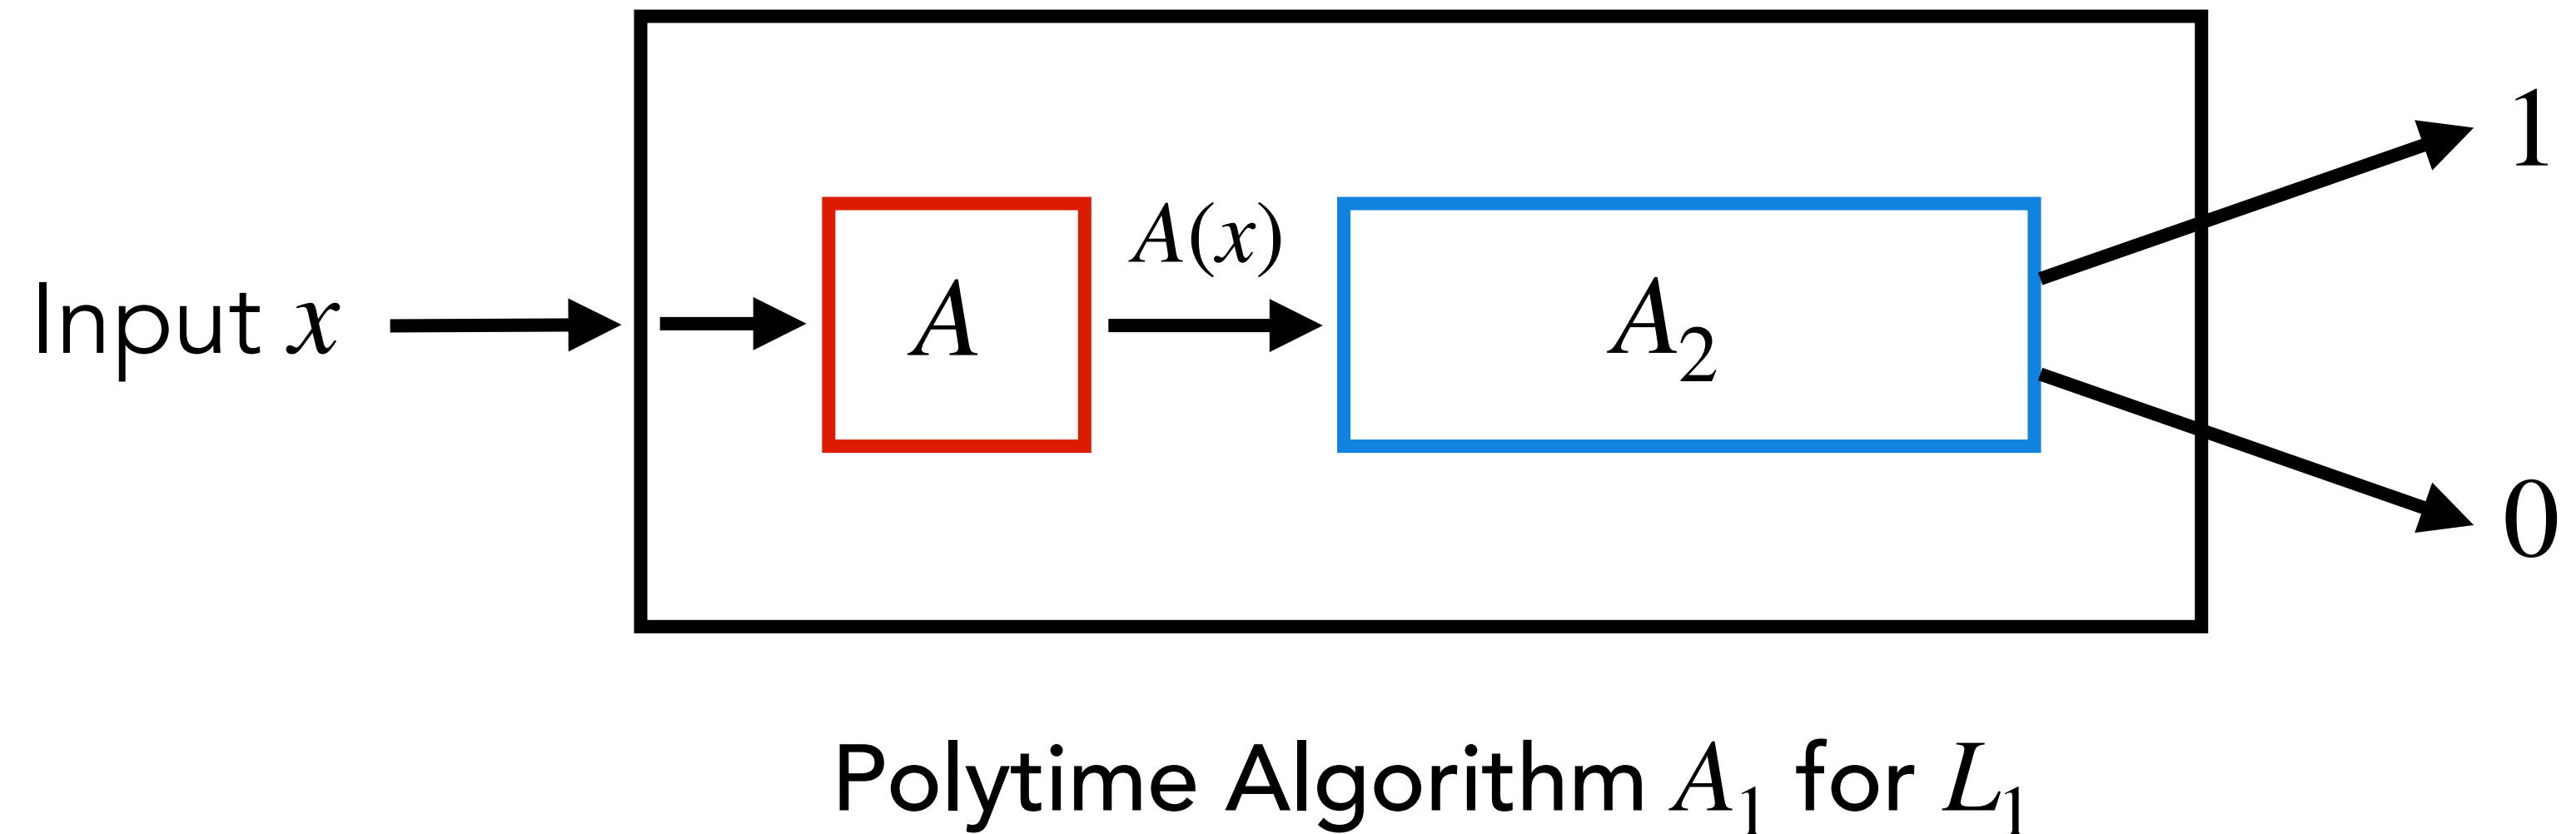 Input x
A
A(x)
A₂
1
0
Polytime Algorithm A₁ for L₁